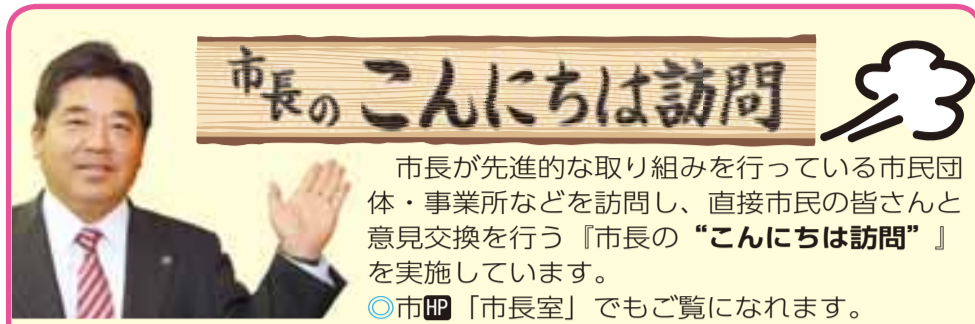 市長の こんにちは訪問
　市長が先進的な取り組みを行っている市民団
体・事業所などを訪問し、直接市民の皆さんと
意見交換を行う『市長の“こんにちは訪問”』
を実施しています。
◎市HP「市長室」でもご覧になれます。